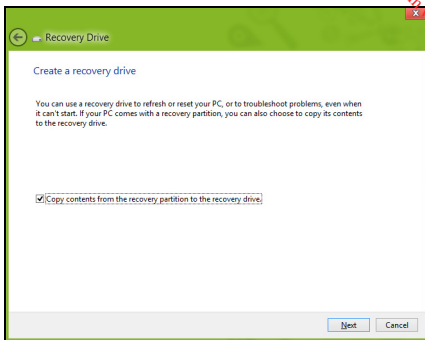 Recovery Drive
Create a recovery drive
You can use a recovery drive to refresh or reset your PC, or to troubleshoot problems, even when
it can't start. If your PC comes with a recovery partition, you can also choose to copy its contents
to the recovery drive.
Copy contents from the recovery partition to the recovery drive.
Next Cancel